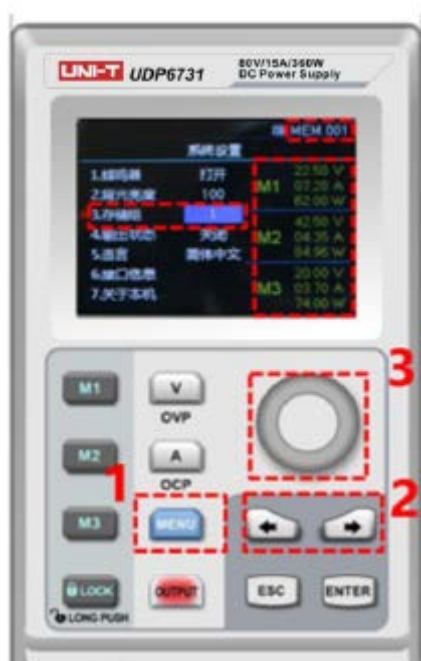 UNI-T UDP6731 80V/15A/360W
DC Power Supply
MEM 001
系统设置
1.蜂鸣器 打开
2.背光亮度 100
3.存储组 1
4.输出状态 关闭
5.语言 简体中文
6.接口信息
7.关于本机
M1
22.50 V
07.28 A
62.00 W
M2
42.50 V
04.35 A
M3
20.00 V
03.70 A
74.00 W
3
M1 V
OVP
M2 A
OCP
1
2
M3 MENU
LOCK OUTPUT ESC ENTER
LONG PUSH